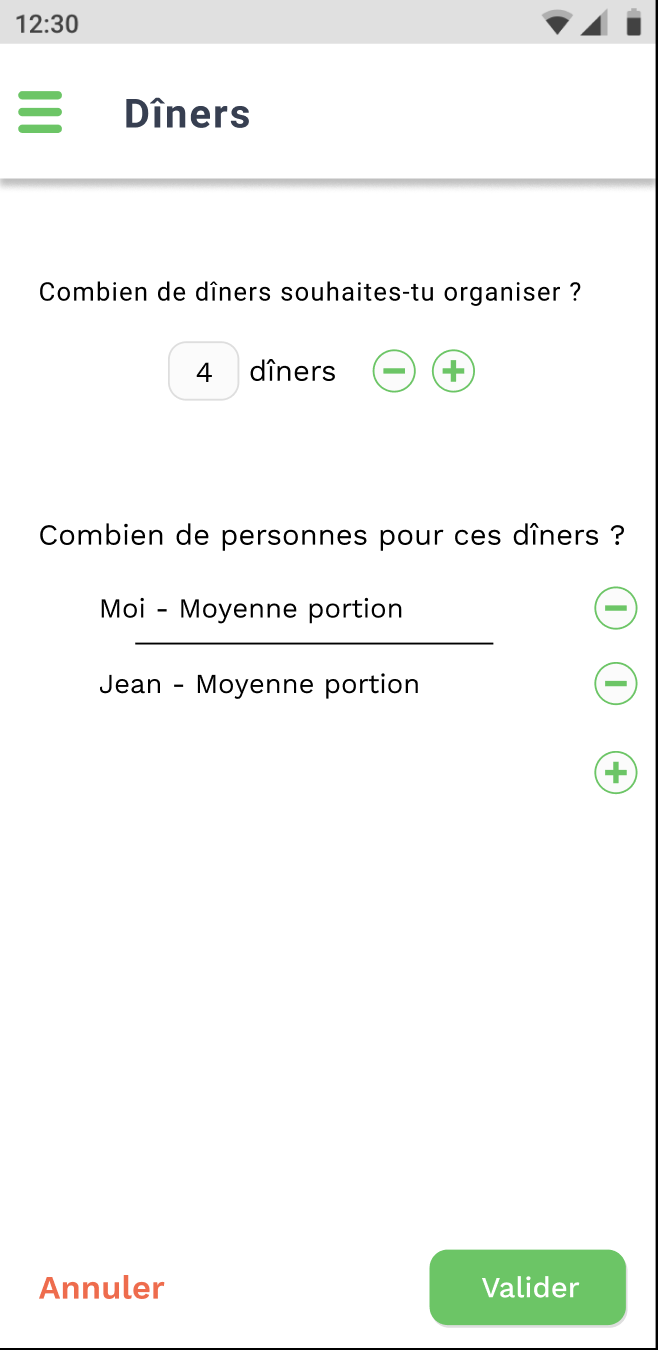 12:30
Dîners
Combien de dîners souhaites-tu organiser ?
4 dîners
Combien de personnes pour ces dîners ?
Moi - Moyenne portion
Jean - Moyenne portion
Annuler
Valider